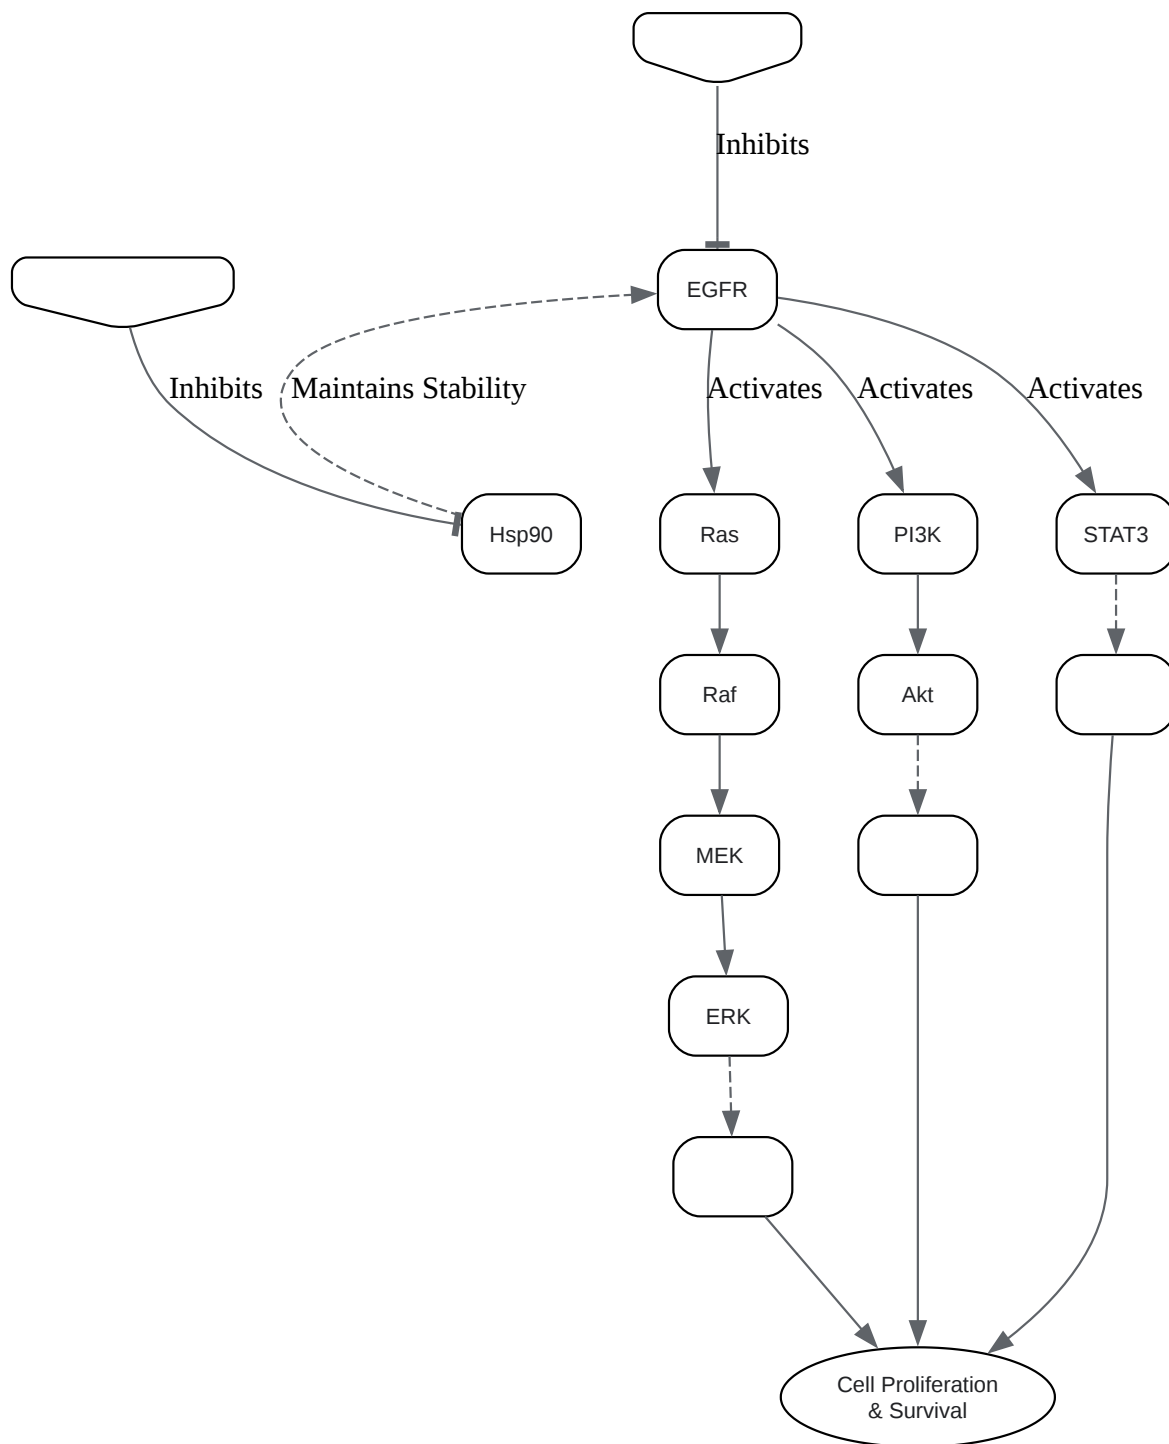 Inhibits
EGFR
Inhibits
Maintains Stability
Activates
Activates
Activates
Hsp90
Ras
PI3K
STAT3
Raf
Akt
MEK
ERK
Cell Proliferation
& Survival